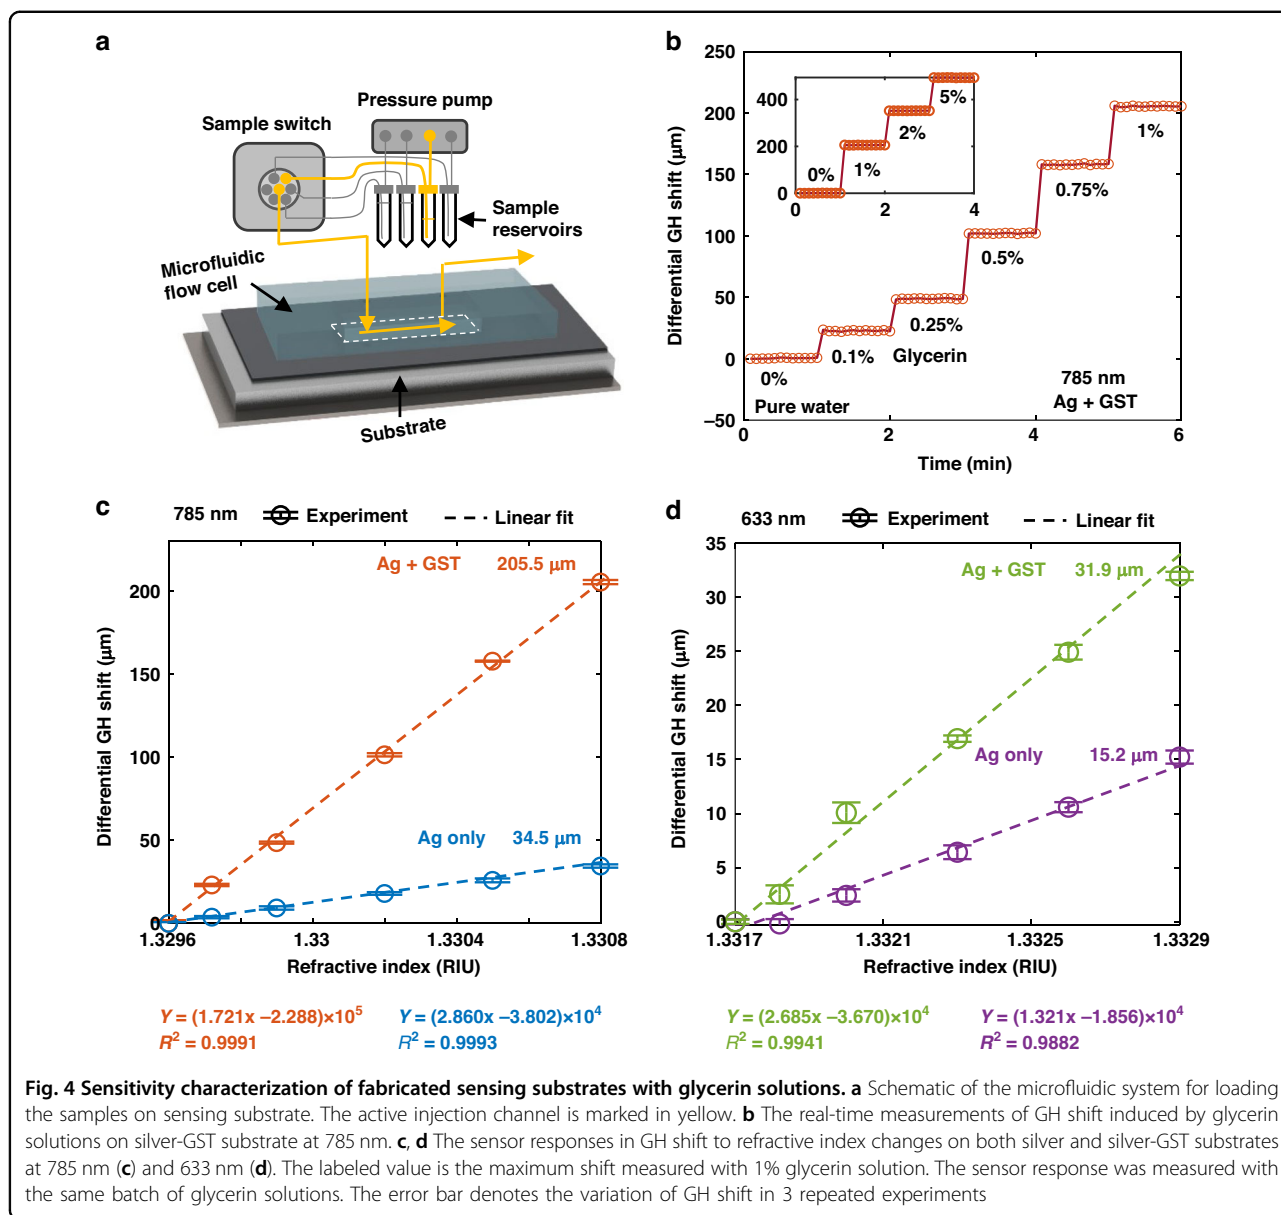 a
Pressure pump
Sample switch
Sample
reservoirs
Microfluidic
flow cell
Substrate
b
Differential GH shift (μm)
250
200
150
100
50
0
−50
0
2
4
6
Time (min)
400
200
0
0
2
4
0%
1%
2%
5%
0%
0.1%
0.25%
0.5%
0.75%
1%
Pure water
Glycerin
785 nm
Ag + GST
c
785 nm
Experiment
Linear fit
Differential GH shift (μm)
200
150
100
50
0
1.3296
1.33
1.3304
1.3308
Refractive index (RIU)
Ag + GST 205.5 μm
Ag only 34.5 μm
Y = (1.721x −2.288)×10⁵
R² = 0.9991
Y = (2.860x −3.802)×10⁴
R² = 0.9993
d
633 nm
Experiment
Linear fit
Differential GH shift (μm)
35
30
25
20
15
10
5
0
1.3317
1.3321
1.3325
1.3329
Refractive index (RIU)
Ag + GST 31.9 μm
Ag only 15.2 μm
Y = (2.685x −3.670)×10⁴
R² = 0.9941
Y = (1.321x −1.856)×10⁴
R² = 0.9882
Fig. 4 Sensitivity characterization of fabricated sensing substrates with glycerin solutions. a Schematic of the microfluidic system for loading
the samples on sensing substrate. The active injection channel is marked in yellow. b The real-time measurements of GH shift induced by glycerin
solutions on silver-GST substrate at 785 nm. c, d The sensor responses in GH shift to refractive index changes on both silver and silver-GST substrates
at 785 nm (c) and 633 nm (d). The labeled value is the maximum shift measured with 1% glycerin solution. The sensor response was measured with
the same batch of glycerin solutions. The error bar denotes the variation of GH shift in 3 repeated experiments